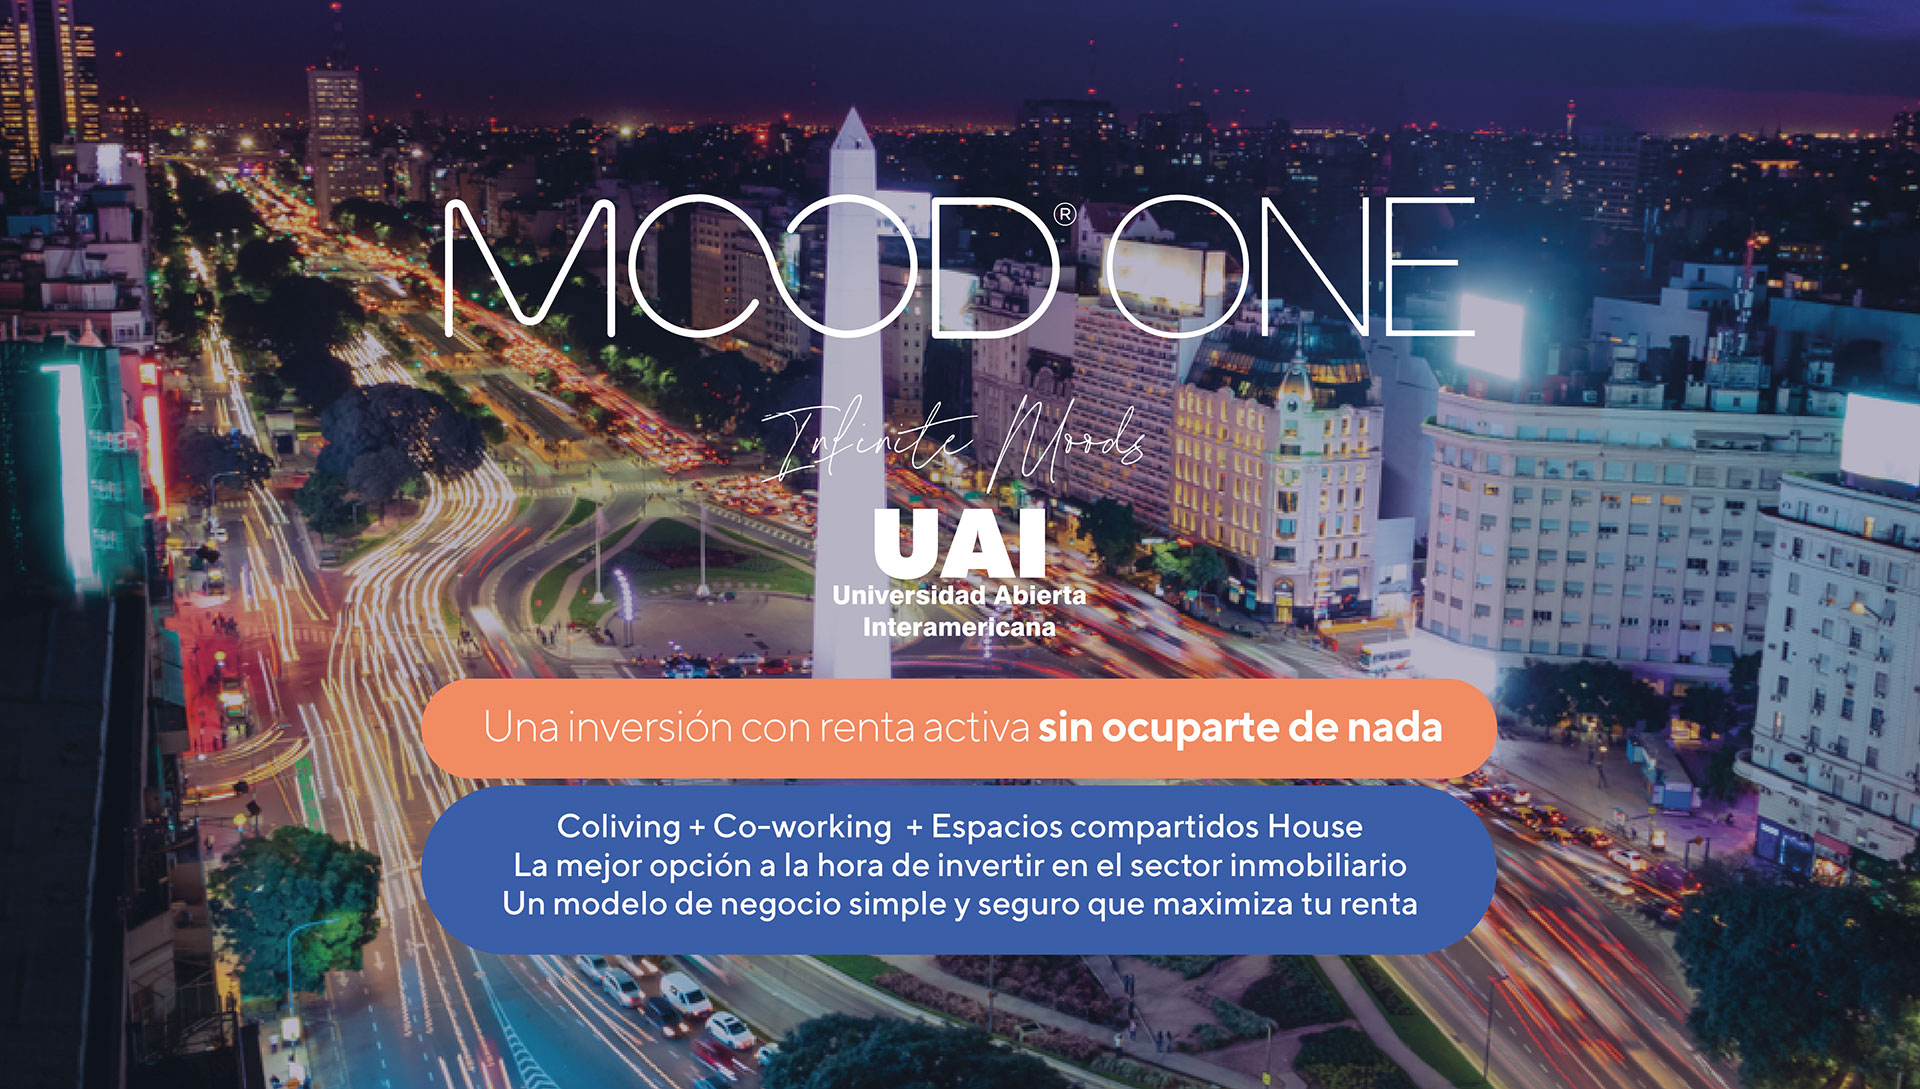 MOOD® ONE
Infinite Moods
UAI
Universidad Abierta
Interamericana
Una inversión con renta activa sin ocuparte de nada
Coliving + Co-working + Espacios compartidos House
La mejor opción a la hora de invertir en el sector inmobiliario
Un modelo de negocio simple y seguro que maximiza tu renta